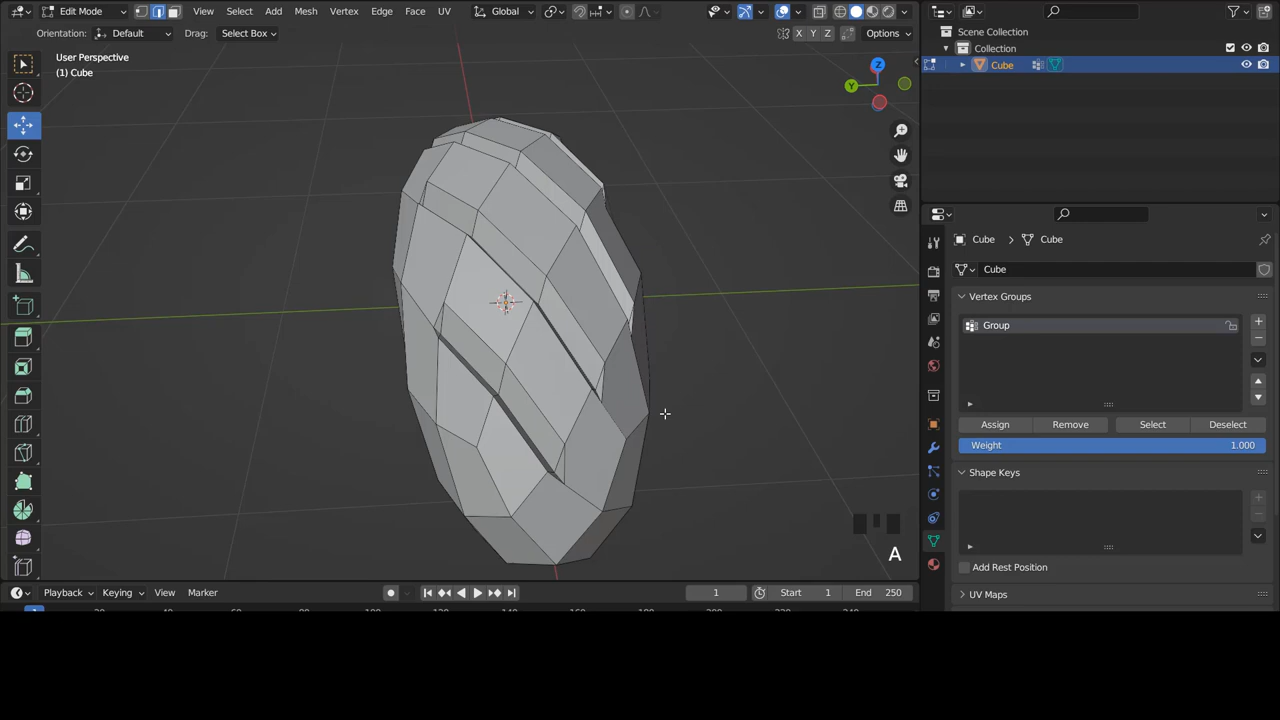 Edit Mode View Select Add Mesh Vertex Edge Face UV Global
Orientation: Default Drag: Select Box X Y Z Options
User Perspective
(1) Cube
Z
Y
A
Playback Keying View Marker 1 Start 1 End 250
Scene Collection
Collection
Cube
Cube Cube
Cube
Vertex Groups
Group
Assign Remove Select Deselect
Weight 1.000
Shape Keys
Add Rest Position
UV Maps